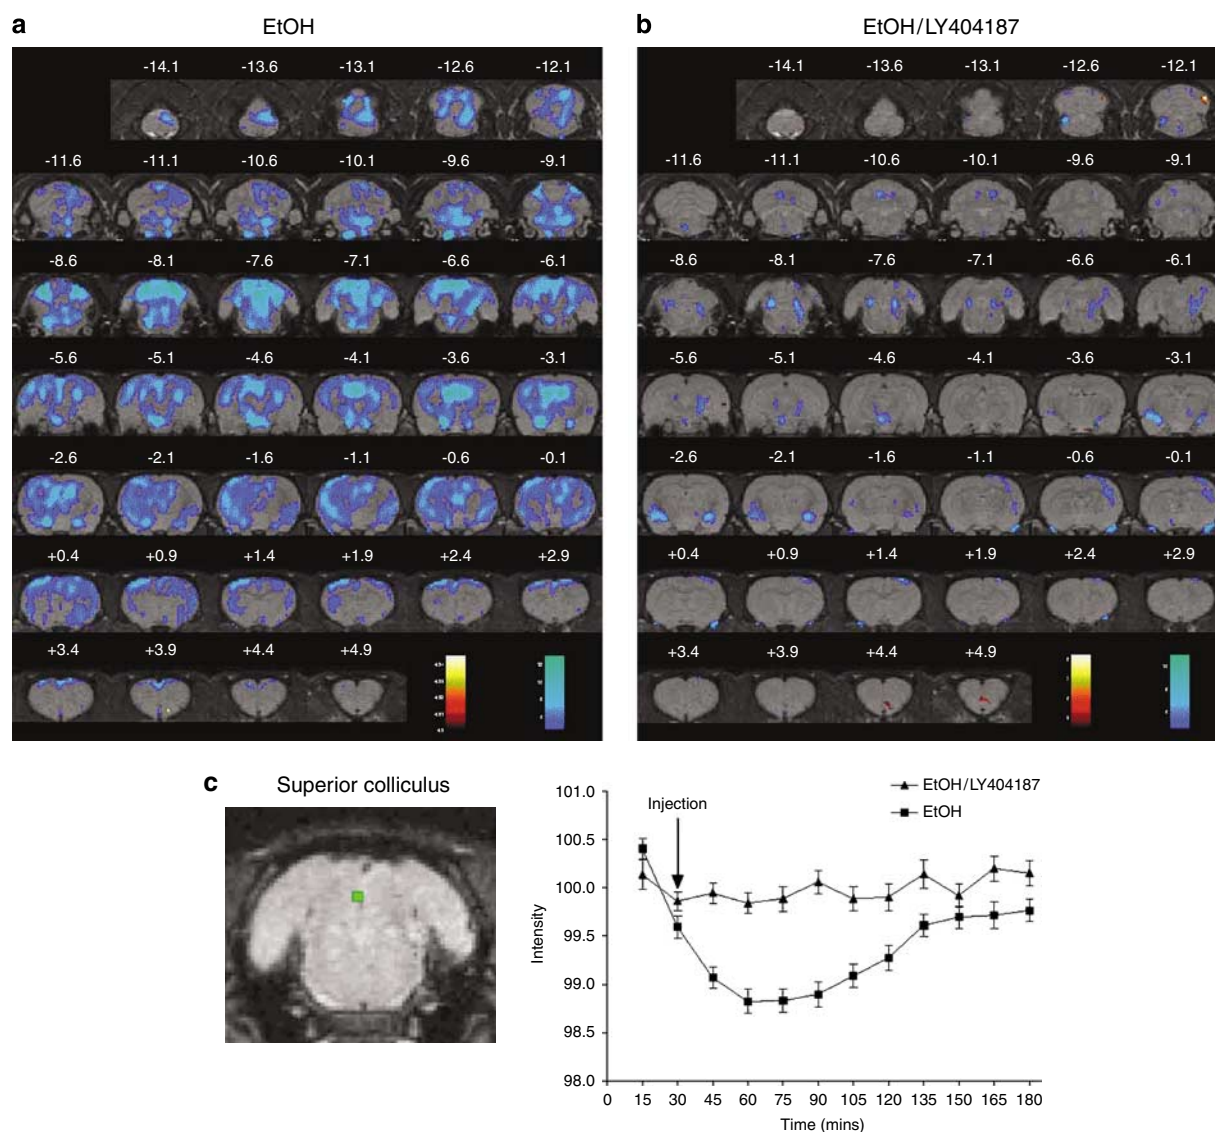 a EtOH
b EtOH/LY404187
-14.1 -13.6 -13.1 -12.6 -12.1
-11.6 -11.1 -10.6 -10.1 -9.6 -9.1
-8.6 -8.1 -7.6 -7.1 -6.6 -6.1
-5.6 -5.1 -4.6 -4.1 -3.6 -3.1
-2.6 -2.1 -1.6 -1.1 -0.6 -0.1
+0.4 +0.9 +1.4 +1.9 +2.4 +2.9
+3.4 +3.9 +4.4 +4.9
-14.1 -13.6 -13.1 -12.6 -12.1
-11.6 -11.1 -10.6 -10.1 -9.6 -9.1
-8.6 -8.1 -7.6 -7.1 -6.6 -6.1
-5.6 -5.1 -4.6 -4.1 -3.6 -3.1
-2.6 -2.1 -1.6 -1.1 -0.6 -0.1
+0.4 +0.9 +1.4 +1.9 +2.4 +2.9
+3.4 +3.9 +4.4 +4.9
c Superior colliculus
EtOH/LY404187
EtOH
Injection
Intensity
101.0
100.5
100.0
99.5
99.0
98.5
98.0
0 15 30 45 60 75 90 105 120 135 150 165 180
Time (mins)